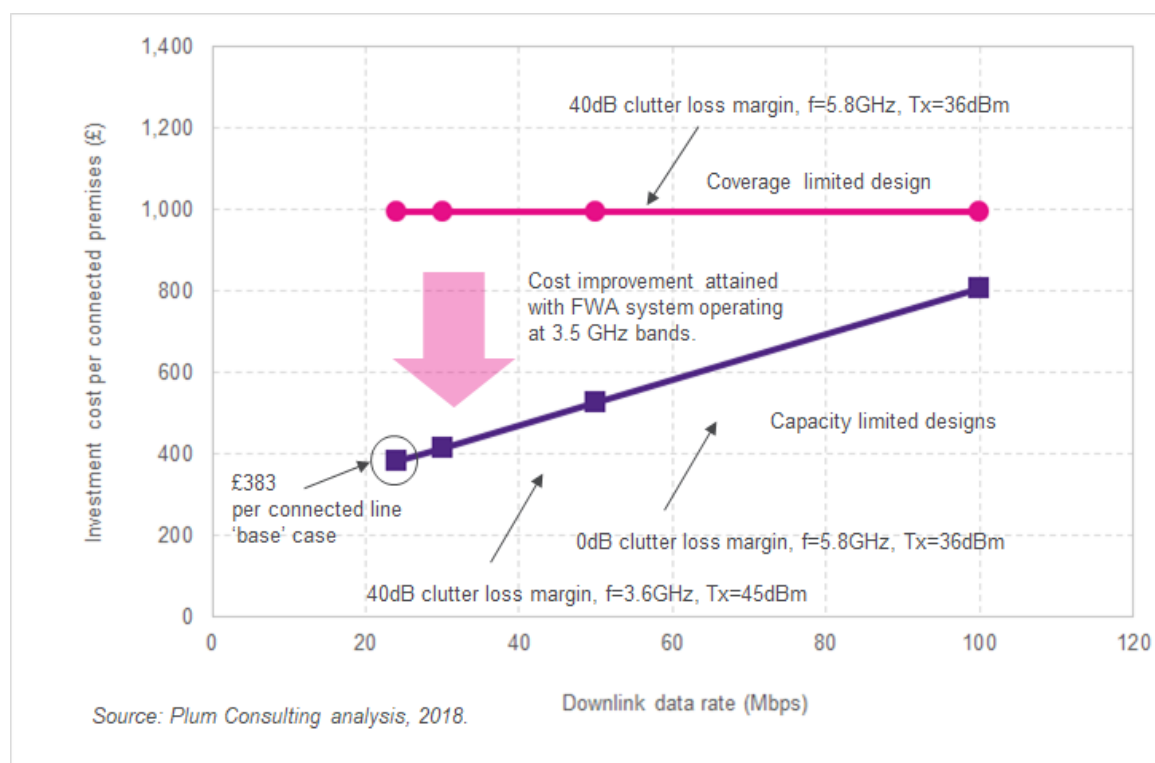 1,400
1,200
1,000
800
600
400
200
0
0
20
40
60
80
100
120
Investment cost per connected premises (£)
Downlink data rate (Mbps)
40dB clutter loss margin, f=5.8GHz, Tx=36dBm
Coverage limited design
Cost improvement attained
with FWA system operating
at 3.5 GHz bands.
Capacity limited designs
£383
per connected line
‘base’ case
0dB clutter loss margin, f=5.8GHz, Tx=36dBm
40dB clutter loss margin, f=3.6GHz, Tx=45dBm
Source: Plum Consulting analysis, 2018.